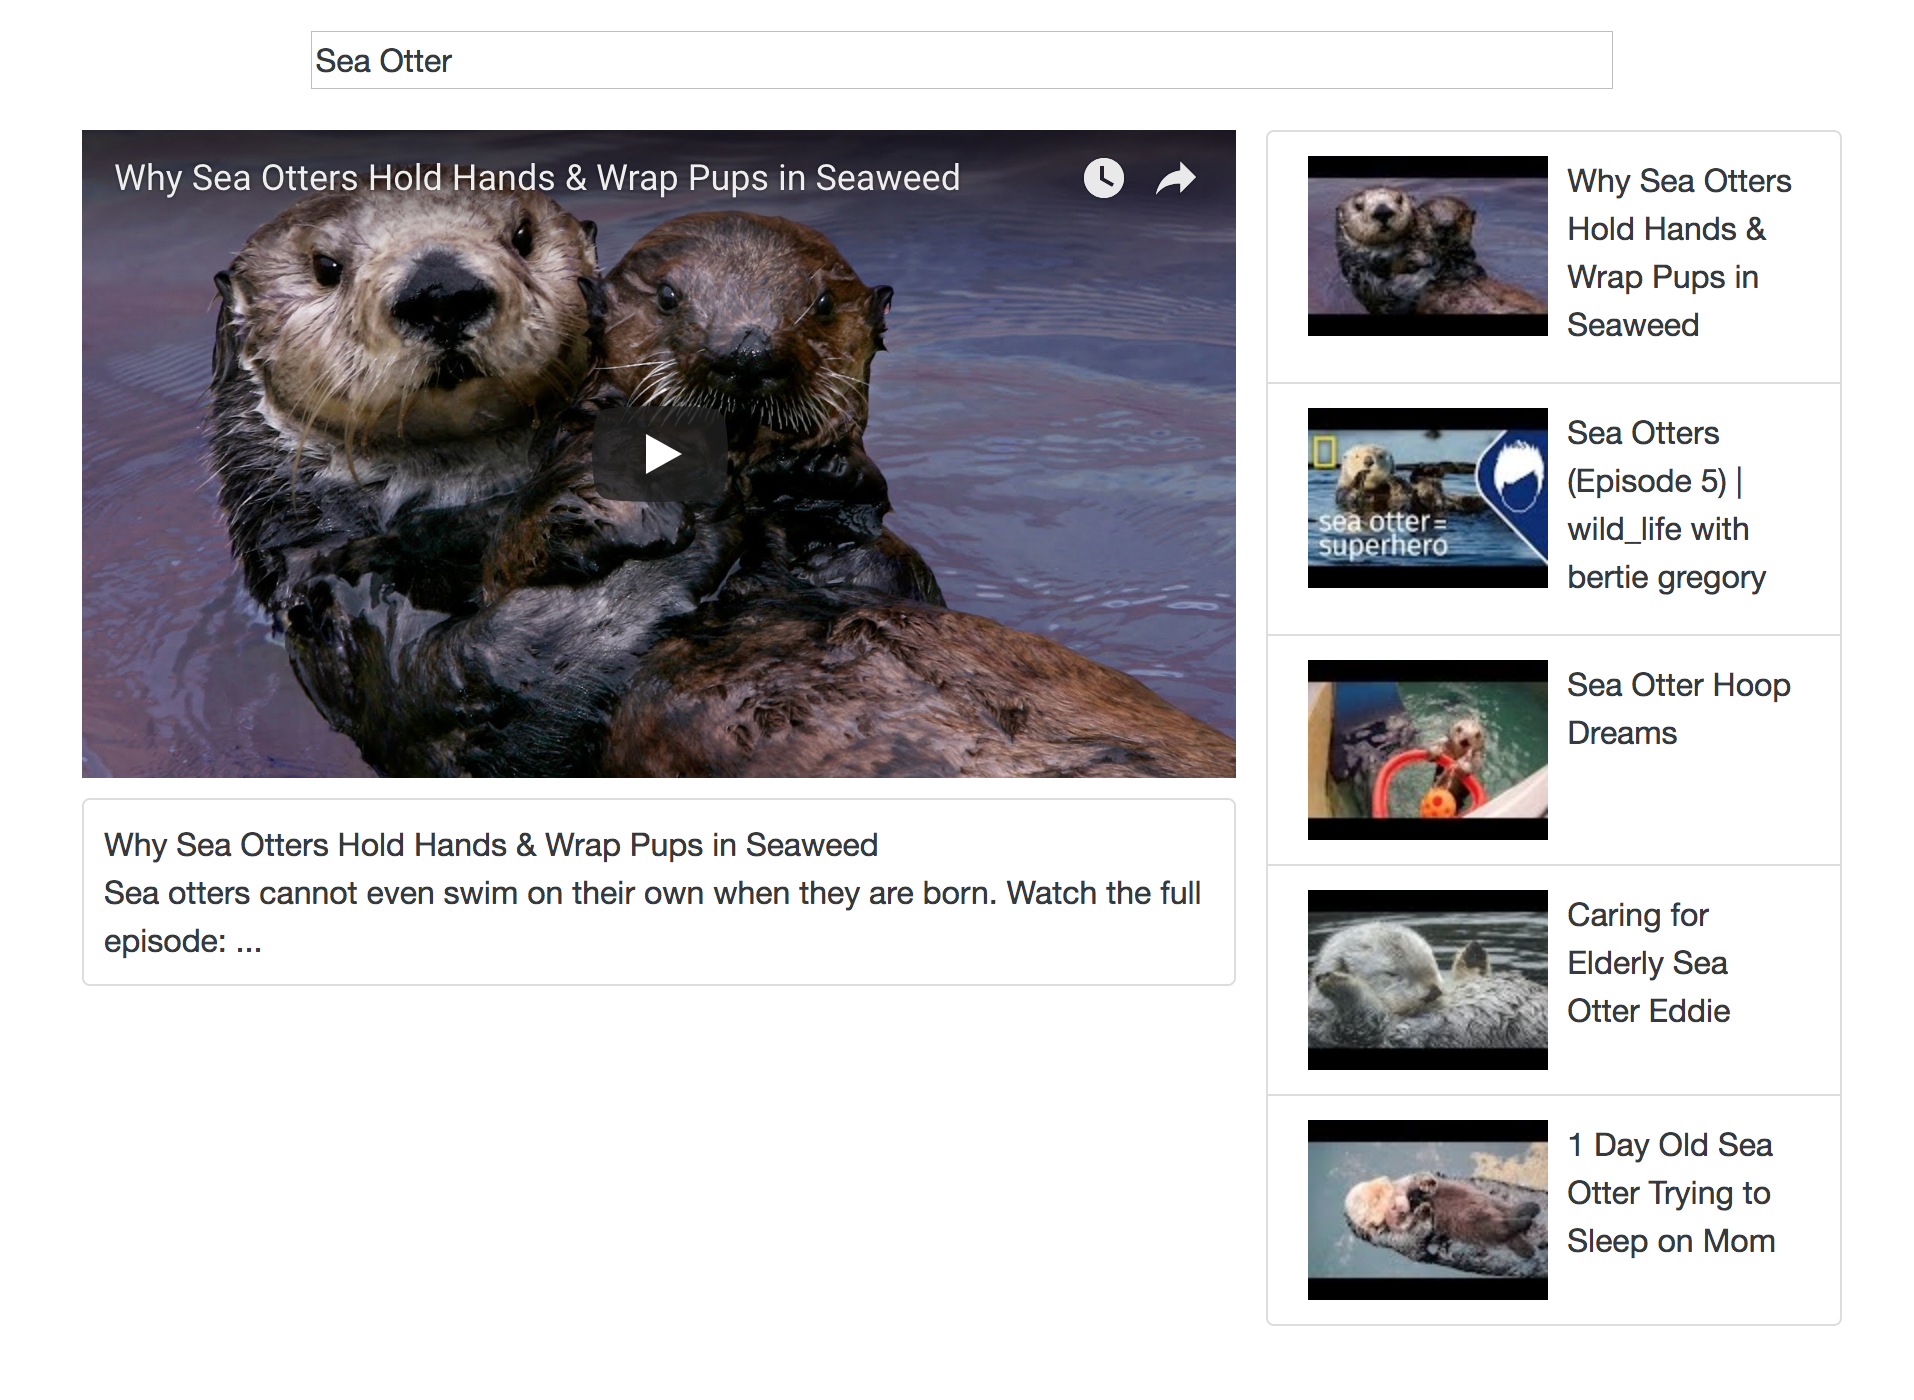 Sea Otter
Why Sea Otters Hold Hands & Wrap Pups in Seaweed
Why Sea Otters Hold Hands & Wrap Pups in Seaweed
Sea otters cannot even swim on their own when they are born. Watch the full
episode: ...
Why Sea Otters
Hold Hands &
Wrap Pups in
Seaweed
sea otter=
superhero
Sea Otters
(Episode 5) |
wild_life with
bertie gregory
Sea Otter Hoop
Dreams
Caring for
Elderly Sea
Otter Eddie
1 Day Old Sea
Otter Trying to
Sleep on Mom